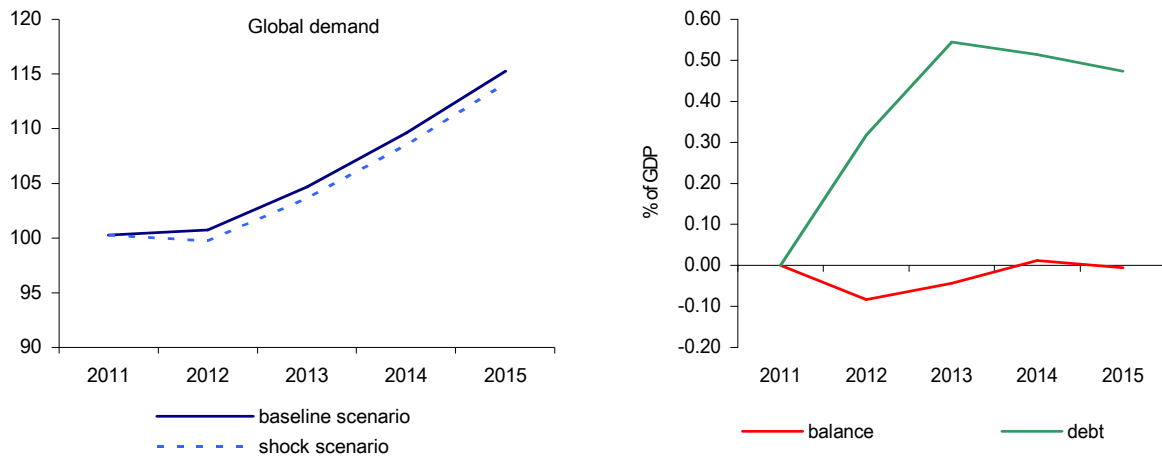 Global demand
120
115
110
105
100
95
90
2011 2012 2013 2014 2015
baseline scenario
shock scenario
% of GDP
0.60
0.50
0.40
0.30
0.20
0.10
0.00
-0.10
-0.20
2011 2012 2013 2014 2015
balance debt